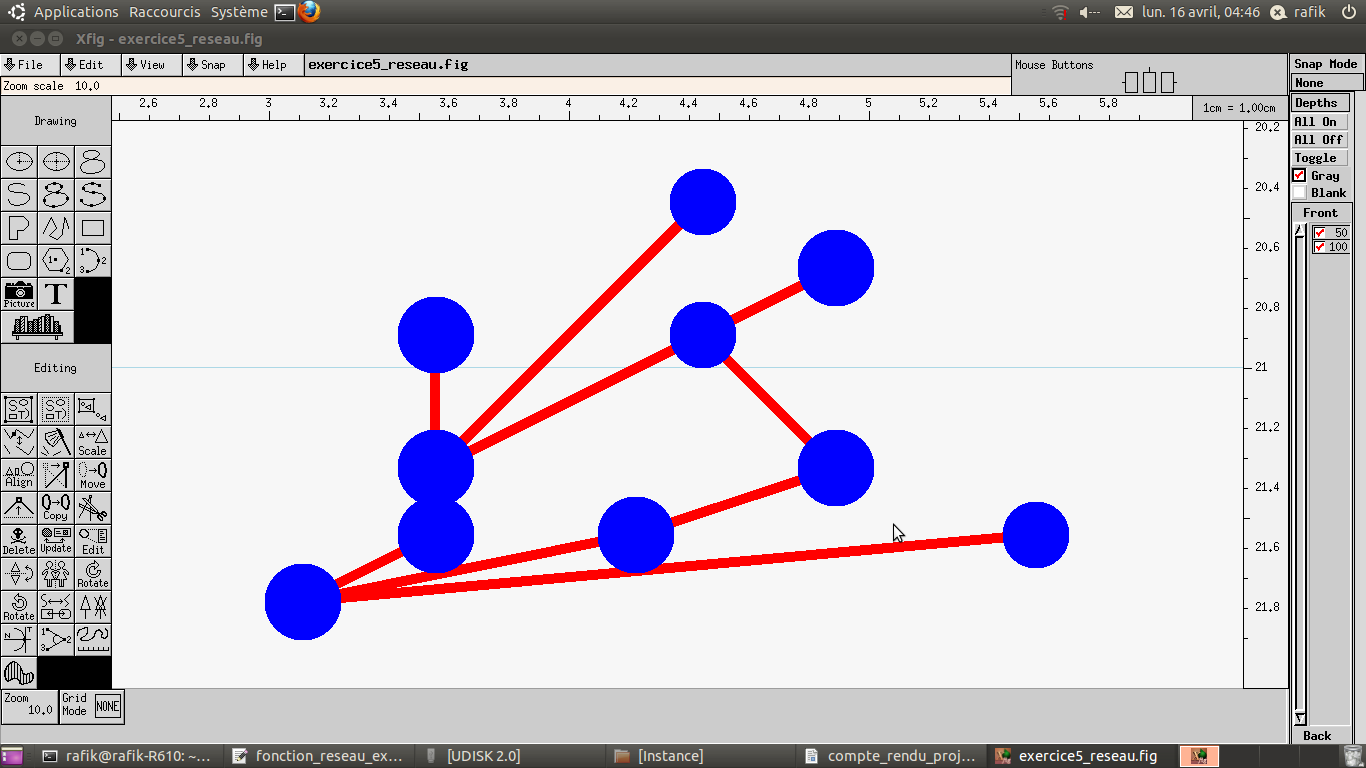 Applications Raccourcis Système lun. 16 avril, 04:46 rafik
Xfig - exercice5_reseau.fig
File Edit View Snap Help exercice5_reseau.fig Mouse Buttons Snap Mode
Zoom scale 10.0 None
2.6 2.8 3 3.2 3.4 3.6 3.8 4 4.2 4.4 4.6 4.8 5 5.2 5.4 5.6 5.8 1cm = 1.00cm Depths
Drawing
All On
All Off
Toggle
Gray
Blank
Front
50
100
20.2
20.4
20.6
20.8
21
21.2
21.4
21.6
21.8
Picture T
Editing
Scale
Align Move
Copy
Delete Update Edit
Rotate
Rotate
Zoom Grid
10.0 Mode NONE
Back
rafik@rafik-R610: ~... fonction_reseau_ex... [UDISK 2.0] [Instance] compte_rendu_proj... exercice5_reseau.fig